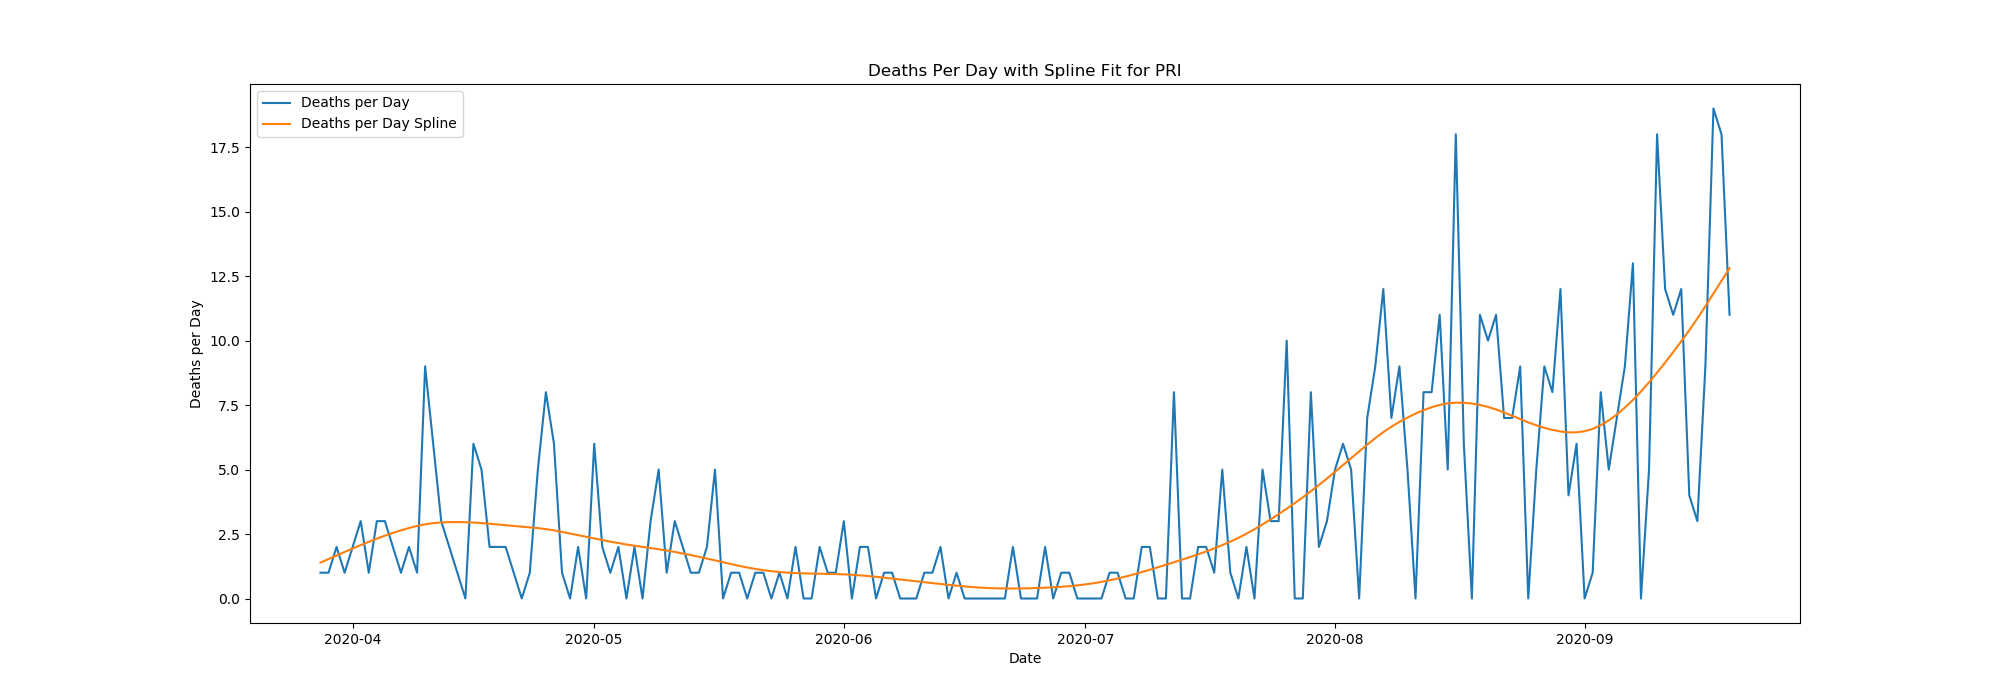 Deaths Per Day with Spline Fit for PRI
Deaths per Day
Deaths per Day Spline
17.5
15.0
12.5
10.0
7.5
5.0
2.5
0.0
Deaths per Day
2020-04 2020-05 2020-06 2020-07 2020-08 2020-09
Date